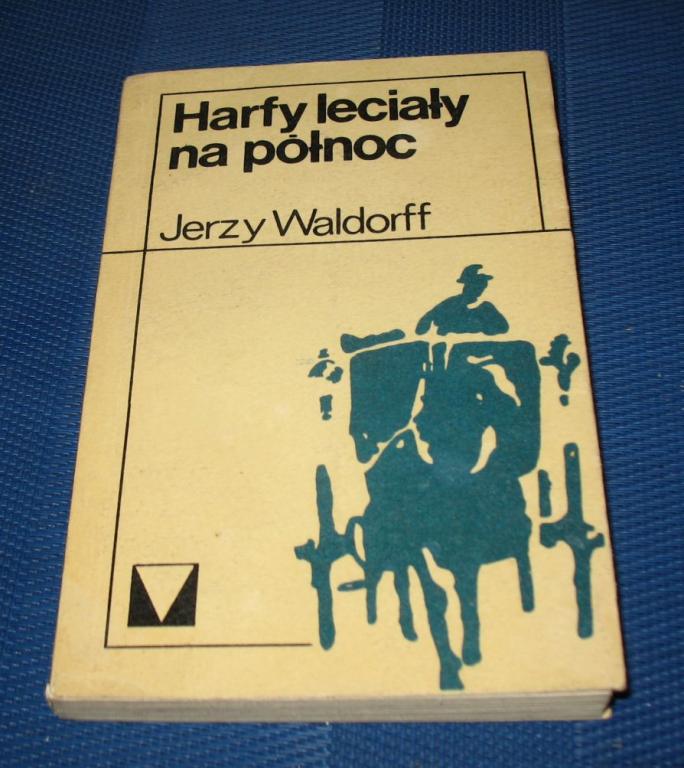 Harfy leciały
na północ
Jerzy Waldorff